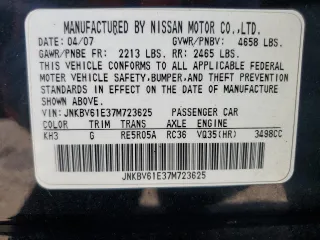 MANUFACTURED BY NISSAN MOTOR CO.,LTD.
DATE: 04/07 GVWR/PNBV: 4658 LBS.
GAWR/PNBE FR: 2213 LBS. RR: 2465 LBS.
THIS VEHICLE CONFORMS TO ALL APPLICABLE FEDERAL
MOTOR VEHICLE SAFETY,BUMPER,AND THEFT PREVENTION
STANDARDS IN EFFECT ON THE DATE OF MANUFACTURE
SHOWN ABOVE.
VIN: JNKBV61E37M723625 PASSENGER CAR
COLOR TRIM TRANS AXLE ENGINE
KH3 G RE5R05A RC36 VQ35(HR) 3498CC
JNKBV61E37M723625